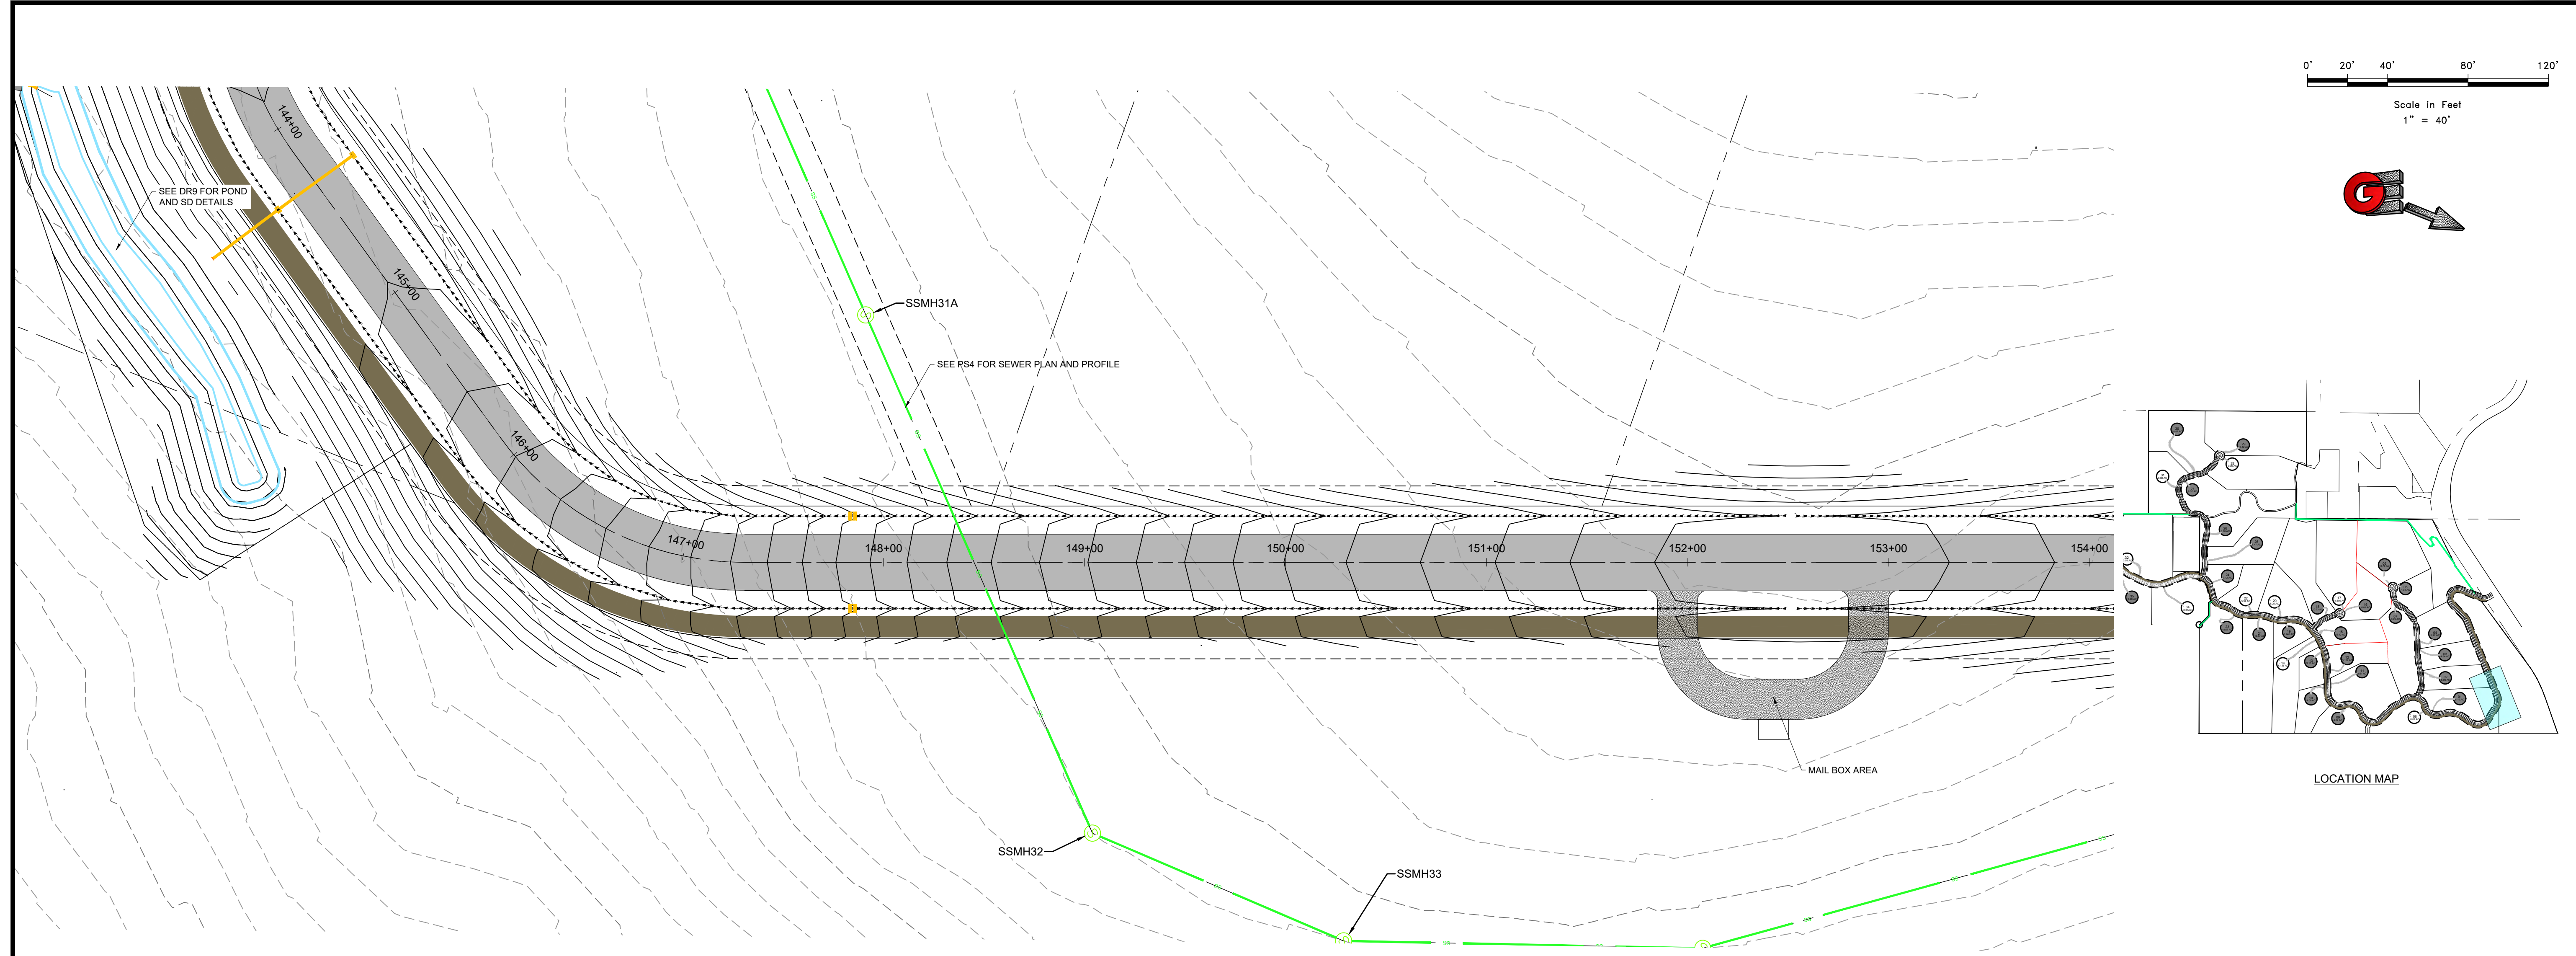 0' 20' 40' 80' 120'
Scale in Feet
1" = 40'
144+00
SEE DR9 FOR POND
AND SD DETAILS
145+00
SSMH31A
SEE PS4 FOR SEWER PLAN AND PROFILE
146+00
147+00
148+00
149+00
150+00
151+00
152+00
153+00
154+00
MAIL BOX AREA
LOCATION MAP
SSMH32
SSMH33
G